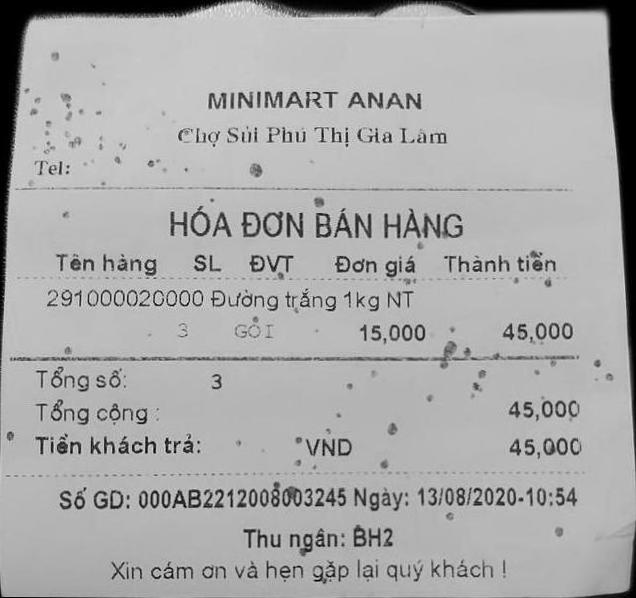 MINIMART ANAN
Chợ Sủi Phú Thị Gia Lâm
Tel:
HÓA ĐƠN BÁN HÀNG
Tên hàng SL ĐVT Đơn giá Thành tiền
291000020000 Đường trắng 1kg NT
3 GÓI 15,000 45,000
Tổng số: 3
Tổng cộng : 45,000
Tiền khách trả: VND 45,000
Số GD: 000AB2212008003245 Ngày: 13/08/2020-10:54
Thu ngân: BH2
Xin cám ơn và hẹn gặp lại quý khách !